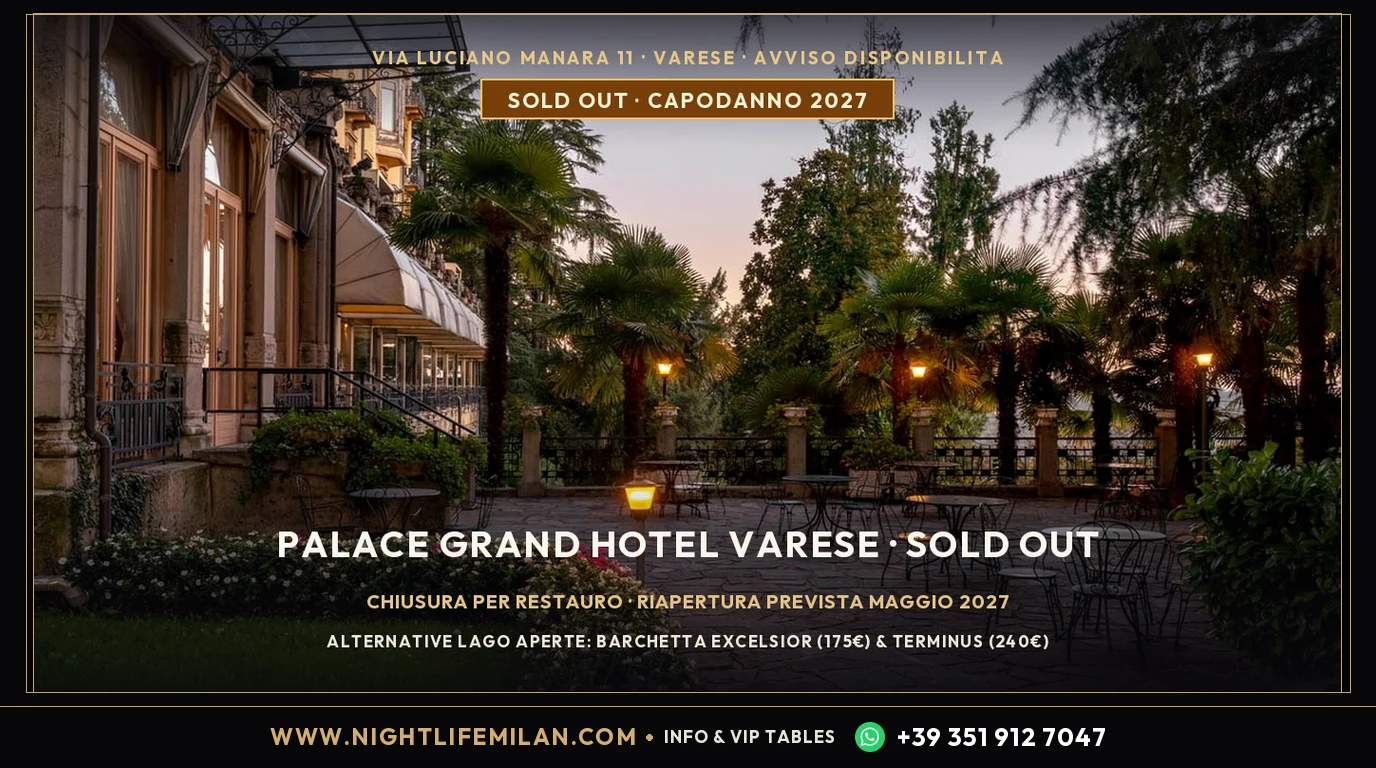 VIA LUCIANO MANARA 11 · VARESE · AVVISO DISPONIBILITA
SOLD OUT · CAPODANNO 2027
PALACE GRAND HOTEL VARESE · SOLD OUT
CHIUSURA PER RESTAURO · RIAPERTURA PREVISTA MAGGIO 2027
ALTERNATIVE LAGO APERTE: BARCHETTA EXCELSIOR (175€) & TERMINUS (240€)
WWW.NIGHTLIFEMILAN.COM • INFO & VIP TABLES +39 351 912 7047